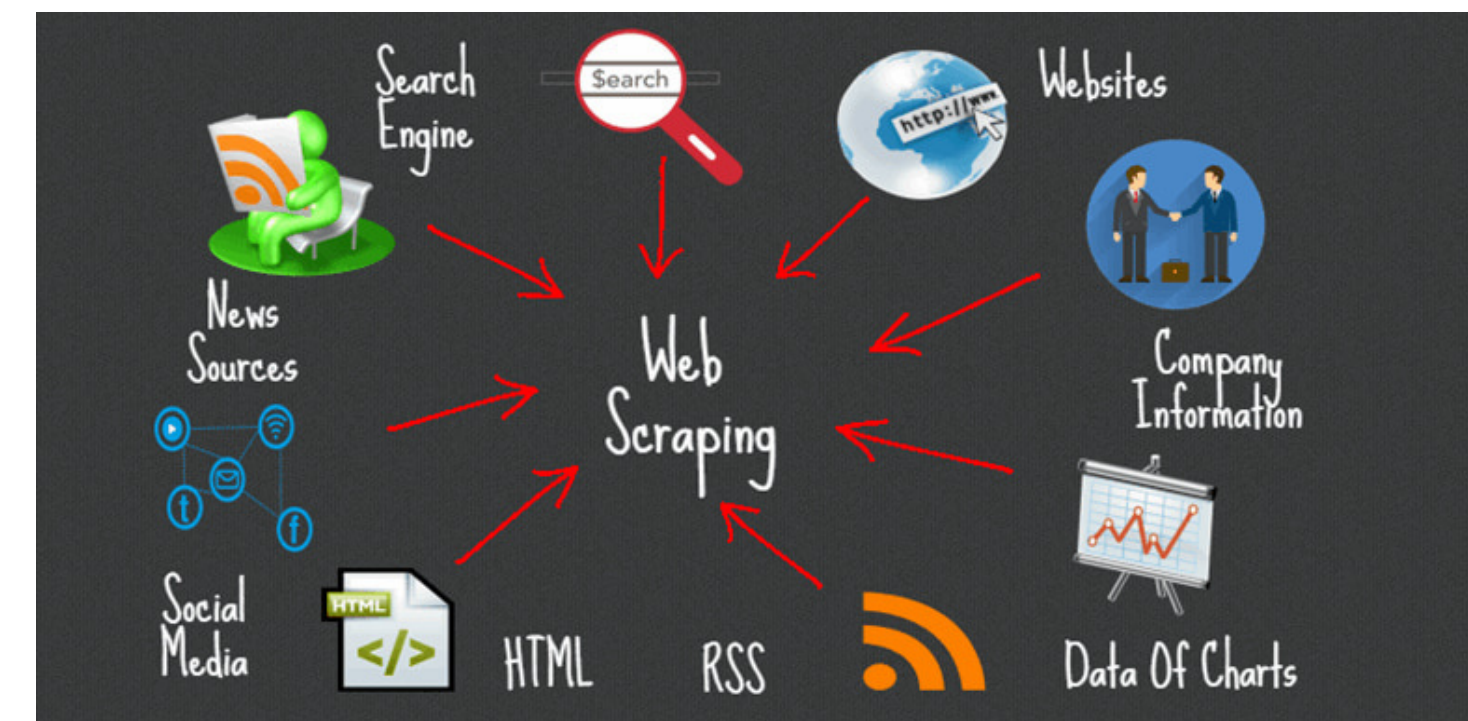 Search
Engine
$earch
http://www.
Websites
News
Sources
Web
Scraping
Company
Information
t
f
Social
Media
HTML
</>
HTML
RSS
Data Of Charts